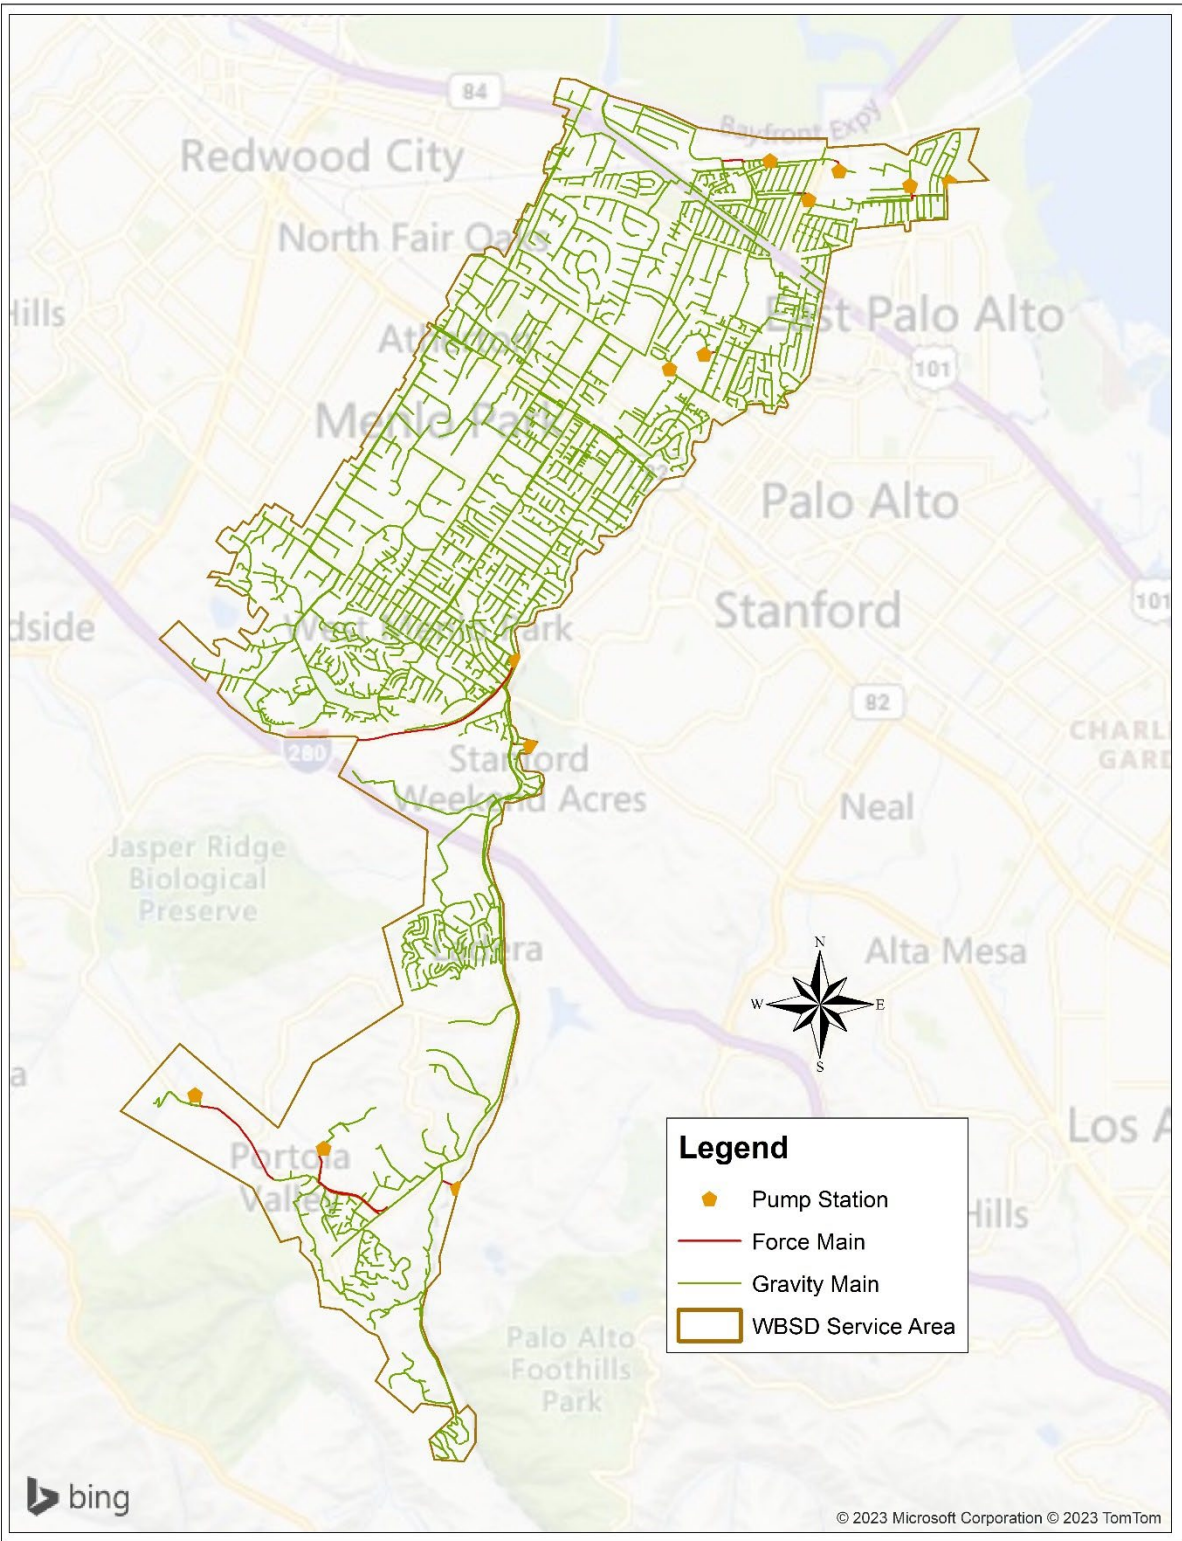 84
Redwood City
Bayfront Expy
North Fair Oaks
Hills
East Palo Alto
Atherton
101
Menlo Park
82
Palo Alto
101
Stanford
dside
West Menlo Park
82
CHARL
GARD
280
Stanford
Weekend Acres
Neal
Jasper Ridge
Biological
Preserve
Ladera
Alta Mesa
N
W
E
S
a
Los A
Portola
Valley
Hills
Legend
Pump Station
Force Main
Gravity Main
WBSD Service Area
Palo Alto
Foothills
Park
bing
© 2023 Microsoft Corporation © 2023 TomTom